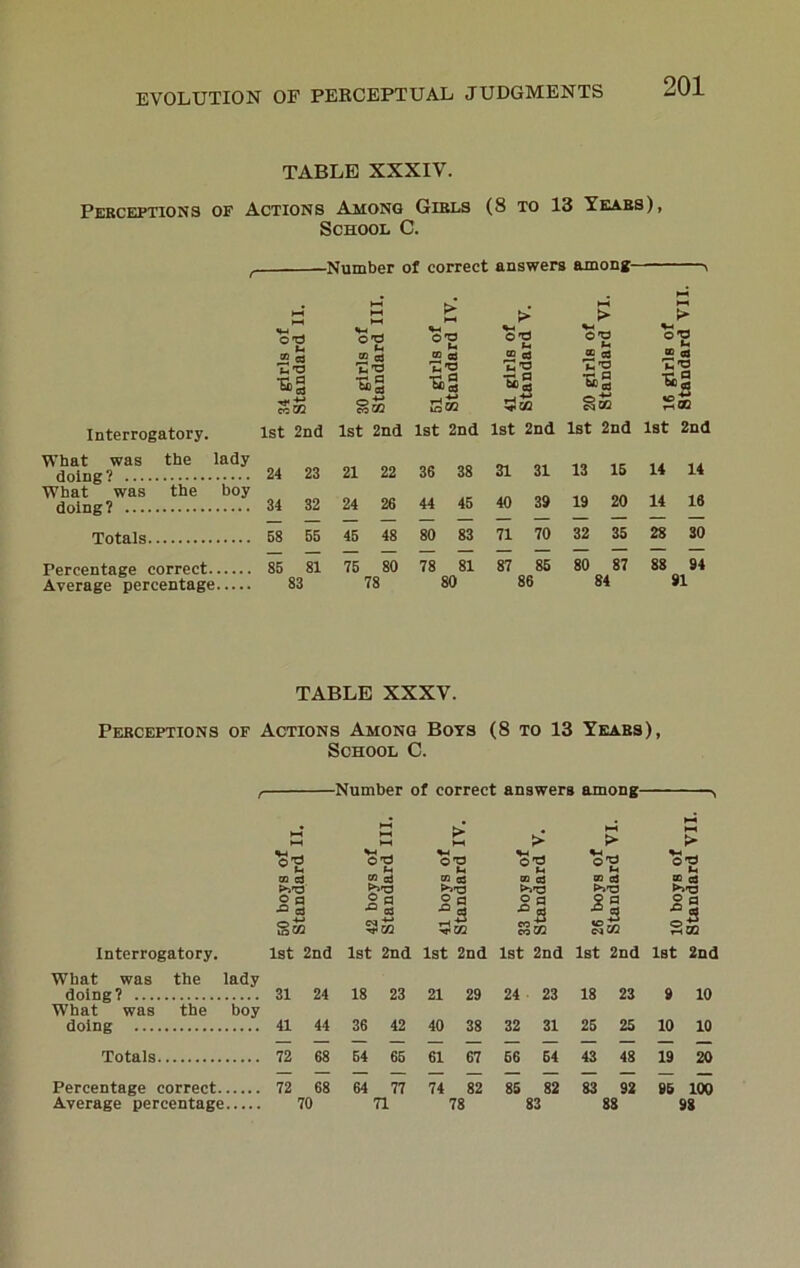 EVOLUTION OF PERCEPTUAL JUDGMENTS 201
TABLE XXXIV.
PERCEPTIONS OF ACTIONS AMONG GIRLS (8 TO 13 YEARS),
SCHOOL C.
Number of correct answers among
34 girls of Standard II. 30 girls of Standard III. 51 girls of Standard IV. 41 girls of Standard V. 20 girls of Standard VI. 16 girls of Standard VII.
Interrogatory. 1st 2nd 1st 2nd 1st 2nd 1st 2nd 1st 2nd 1st 2nd
What was the lady
doing? .................. 24 23 21 22 36 38 31 31 13 15 14 14
What was the boy
doing? .................. 34 32 24 26 44 45 40 39 19 20 14 16
Totals............... 58 55 45 48 80 83 71 70 32 35 28 30
Percentage correct...... 85 81 75 80 78 81 87 85 80 87 88 94
Average percentage..... 83 78 80 86 84 91
TABLE XXXV.
PERCEPTIONS OF ACTIONS AMONG BOYS (8 TO 13 YEARS),
SCHOOL C.
Number of correct answers among
50 boys of Standard II. 42 boys of Standard III. 41 boys of Standard IV. 33 boys of Standard V. 26 boys of Standard VI. 10 boys of Standard VII.
Interrogatory. 1st 2nd 1st 2nd 1st 2nd 1st 2nd 1st 2nd 1st 2nd
What was the lady
doing? .................. 31 24 18 23 21 29 24 23 18 23 9 10
What was the boy
doing .................. 41 44 36 42 40 38 32 31 25 25 10 10
Totals............... 72 68 54 65 61 67 56 54 43 48 19 20
Percentage correct...... 72 68 64 77 74 82 85 82 83 92 95 100
Average percentage..... 70 71 78 83 88 98